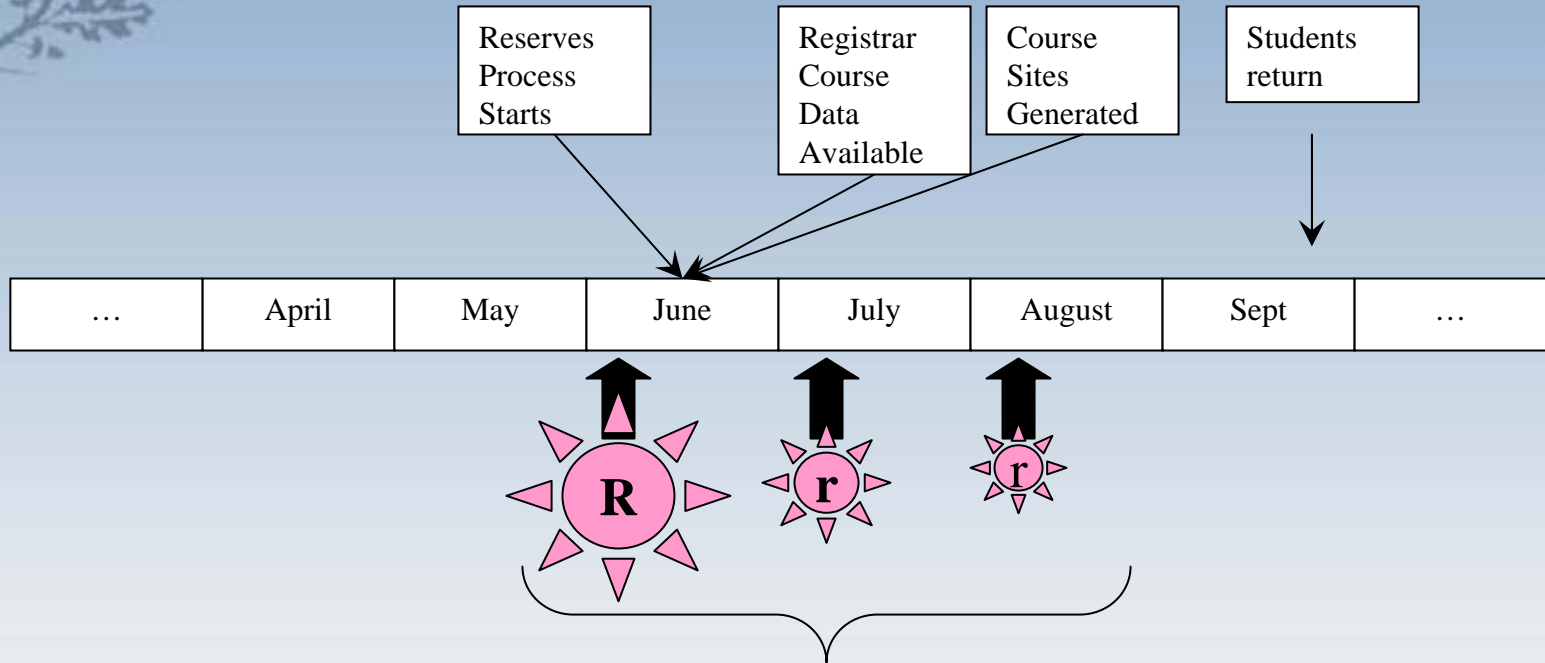 Reserves
Process
Starts
Registrar
Course
Data
Available
Course
Sites
Generated
Students
return
… April May June July August Sept …
R r r